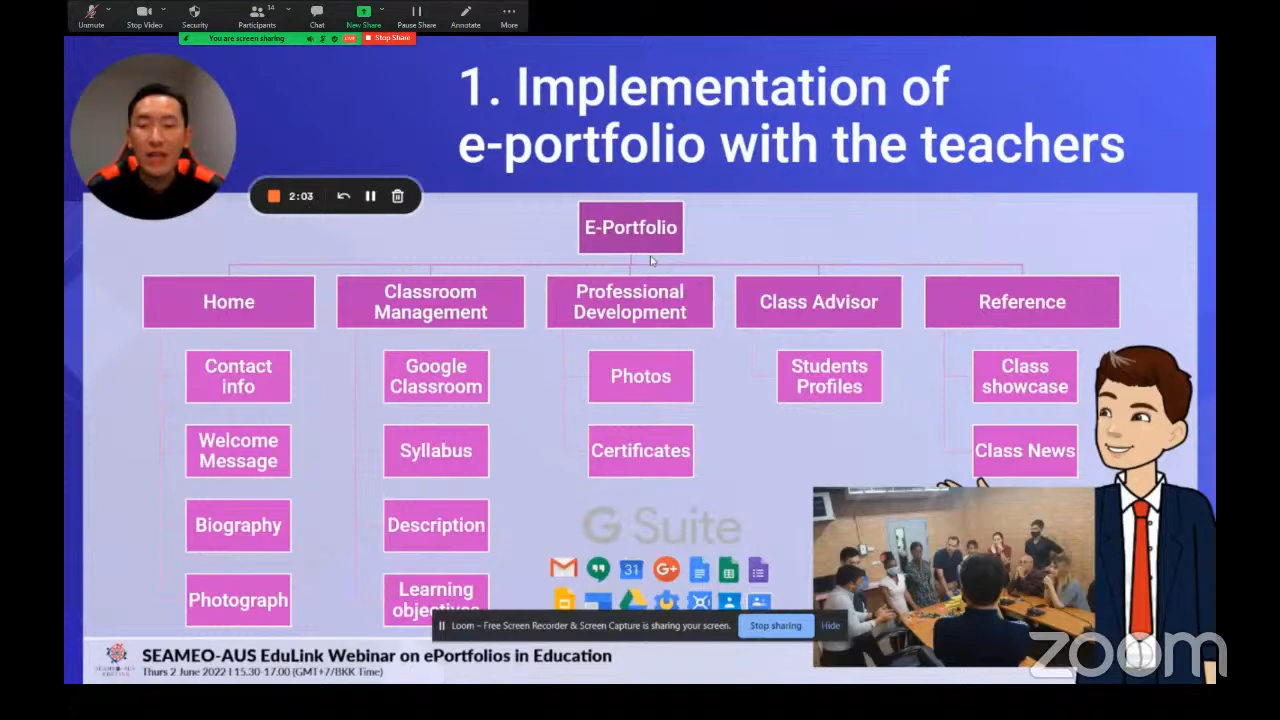 14
Unmute
Stop Video
Security
Participants
Chat
New Share
Pause Share
Annotate
More
You are screen sharing
LIVE
Stop Share
1. Implementation of
e-portfolio with the teachers
2:03
E-Portfolio
Home
Classroom
Management
Professional
Development
Class Advisor
Reference
Contact
info
Google
Classroom
Photos
Students
Profiles
Class
showcase
Welcome
Message
Syllabus
Certificates
Class News
Biography
Description
G Suite
31
G+
Photograph
Learning
objectives
Loom – Free Screen Recorder & Screen Capture is sharing your screen.
Stop sharing
Hide
zoom
SEAMEO-AUS EduLink Webinar on ePortfolios in Education
Thurs 2 June 2022 I 15.30-17.00 (GMT+7/BKK Time)